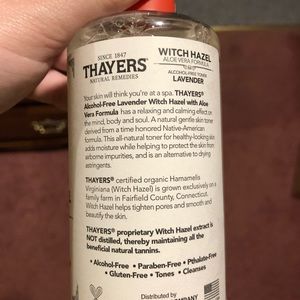 SINCE 1847
THAYERS®
NATURAL REMEDIES
WITCH HAZEL
ALOE VERA FORMULA
ALCOHOL-FREE TONER
LAVENDER
Your skin will think you're at a spa. THAYERS®
Alcohol-Free Lavender Witch Hazel with Aloe
Vera Formula has a relaxing and calming effect on
the mind, body and soul. A natural gentle skin toner
derived from a time honored Native-American
formula. This all-natural toner for healthy-looking skin
adds moisture while helping to protect the skin from
airborne impurities, and is an alternative to drying
astringents.
THAYERS® certified organic Hamamelis
Virginiana (Witch Hazel) is grown exclusively on a
family farm in Fairfield County, Connecticut.
Witch Hazel helps tighten pores and smooth and
beautify the skin.
THAYERS® proprietary Witch Hazel extract is
NOT distilled, thereby maintaining all the
beneficial natural tannins.
• Alcohol-Free • Paraben-Free • Pthalate-Free
• Gluten-Free • Tones • Cleanses
Distributed by